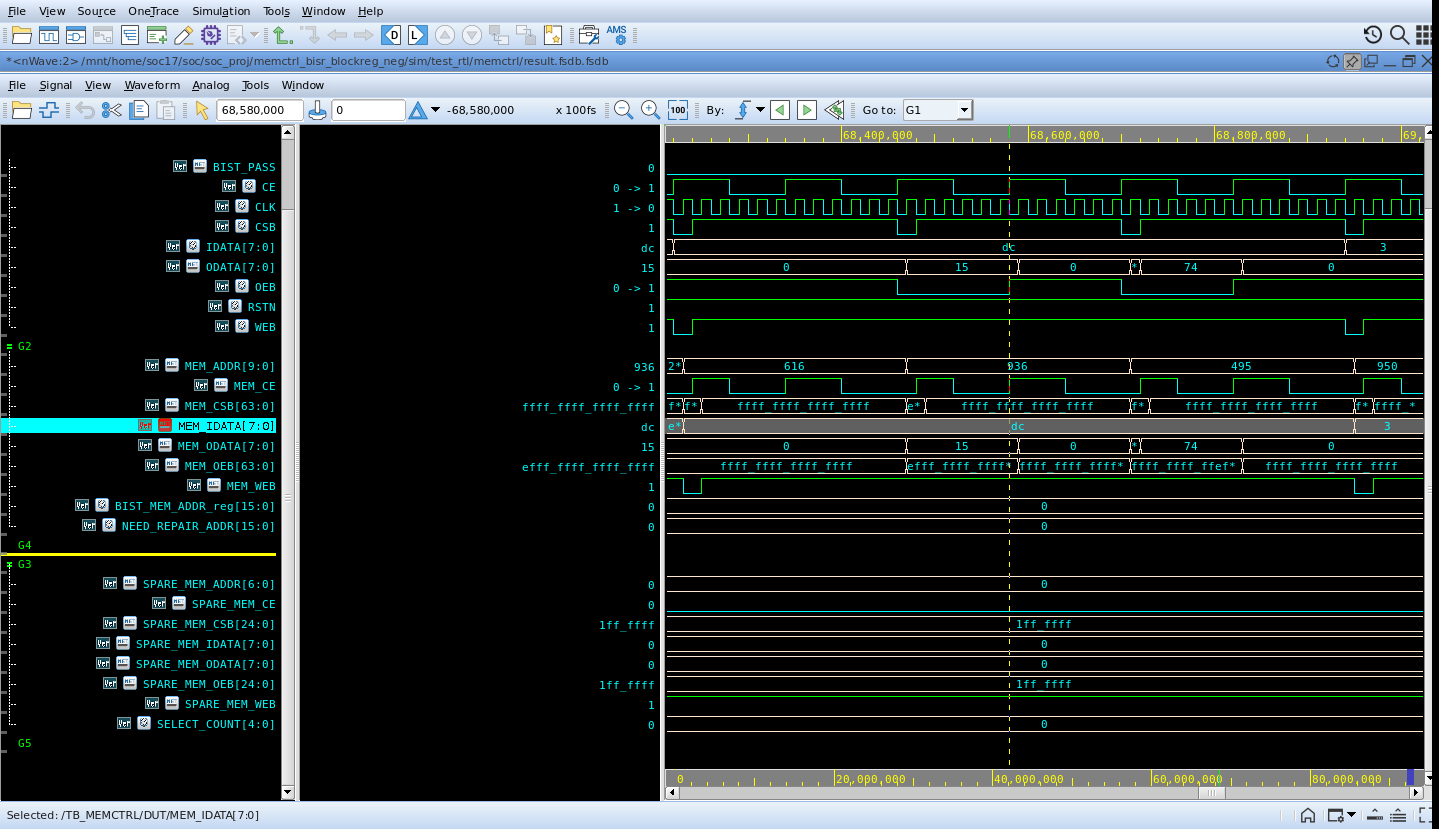 File View Source OneTrace Simulation Tools Window Help
D L AMS
*<nWave:2> /mnt/home/soc17/soc/soc_proj/memctrl_bisr_blockreg_neg/sim/test_rtl/memctrl/result.fsdb.fsdb
File Signal View Waveform Analog Tools Window
68,580,000 0 -68,580,000 x 100fs 100 By: Go to: G1
68,400,000 68,600,000 68,800,000 69,
BIST_PASS 0
CE 0 -> 1
CLK 1 -> 0
CSB 1
IDATA[7:0] dc dc 3
ODATA[7:0] 15 0 15 0 * 74 0
OEB 0 -> 1
RSTN 1
WEB 1
G2
MEM_ADDR[9:0] 936 2* 616 936 495 950
MEM_CE 0 -> 1
MEM_CSB[63:0] ffff_ffff_ffff_ffff f* f* ffff_ffff_ffff_ffff e* ffff_ffff_ffff_ffff f* ffff_ffff_ffff_ffff f* ffff_*
MEM_IDATA[7:0] dc e* dc 3
MEM_ODATA[7:0] 15 0 15 0 * 74 0
MEM_OEB[63:0] efff_ffff_ffff_ffff ffff_ffff_ffff_ffff efff_ffff_ffff_ffff* ffff_ffff_ffff_ffff* ffff_ffff_ffff_ffef* ffff_ffff_ffff_ffff
MEM_WEB 1
BIST_MEM_ADDR_reg[15:0] 0 0
NEED_REPAIR_ADDR[15:0] 0 0
G4
G3
SPARE_MEM_ADDR[6:0] 0 0
SPARE_MEM_CE 0
SPARE_MEM_CSB[24:0] 1ff_ffff 1ff_ffff
SPARE_MEM_IDATA[7:0] 0 0
SPARE_MEM_ODATA[7:0] 0 0
SPARE_MEM_OEB[24:0] 1ff_ffff 1ff_ffff
SPARE_MEM_WEB 1
SELECT_COUNT[4:0] 0 0
G5
0 20,000,000 40,000,000 60,000,000 80,000,000
Selected: /TB_MEMCTRL/DUT/MEM_IDATA[7:0]